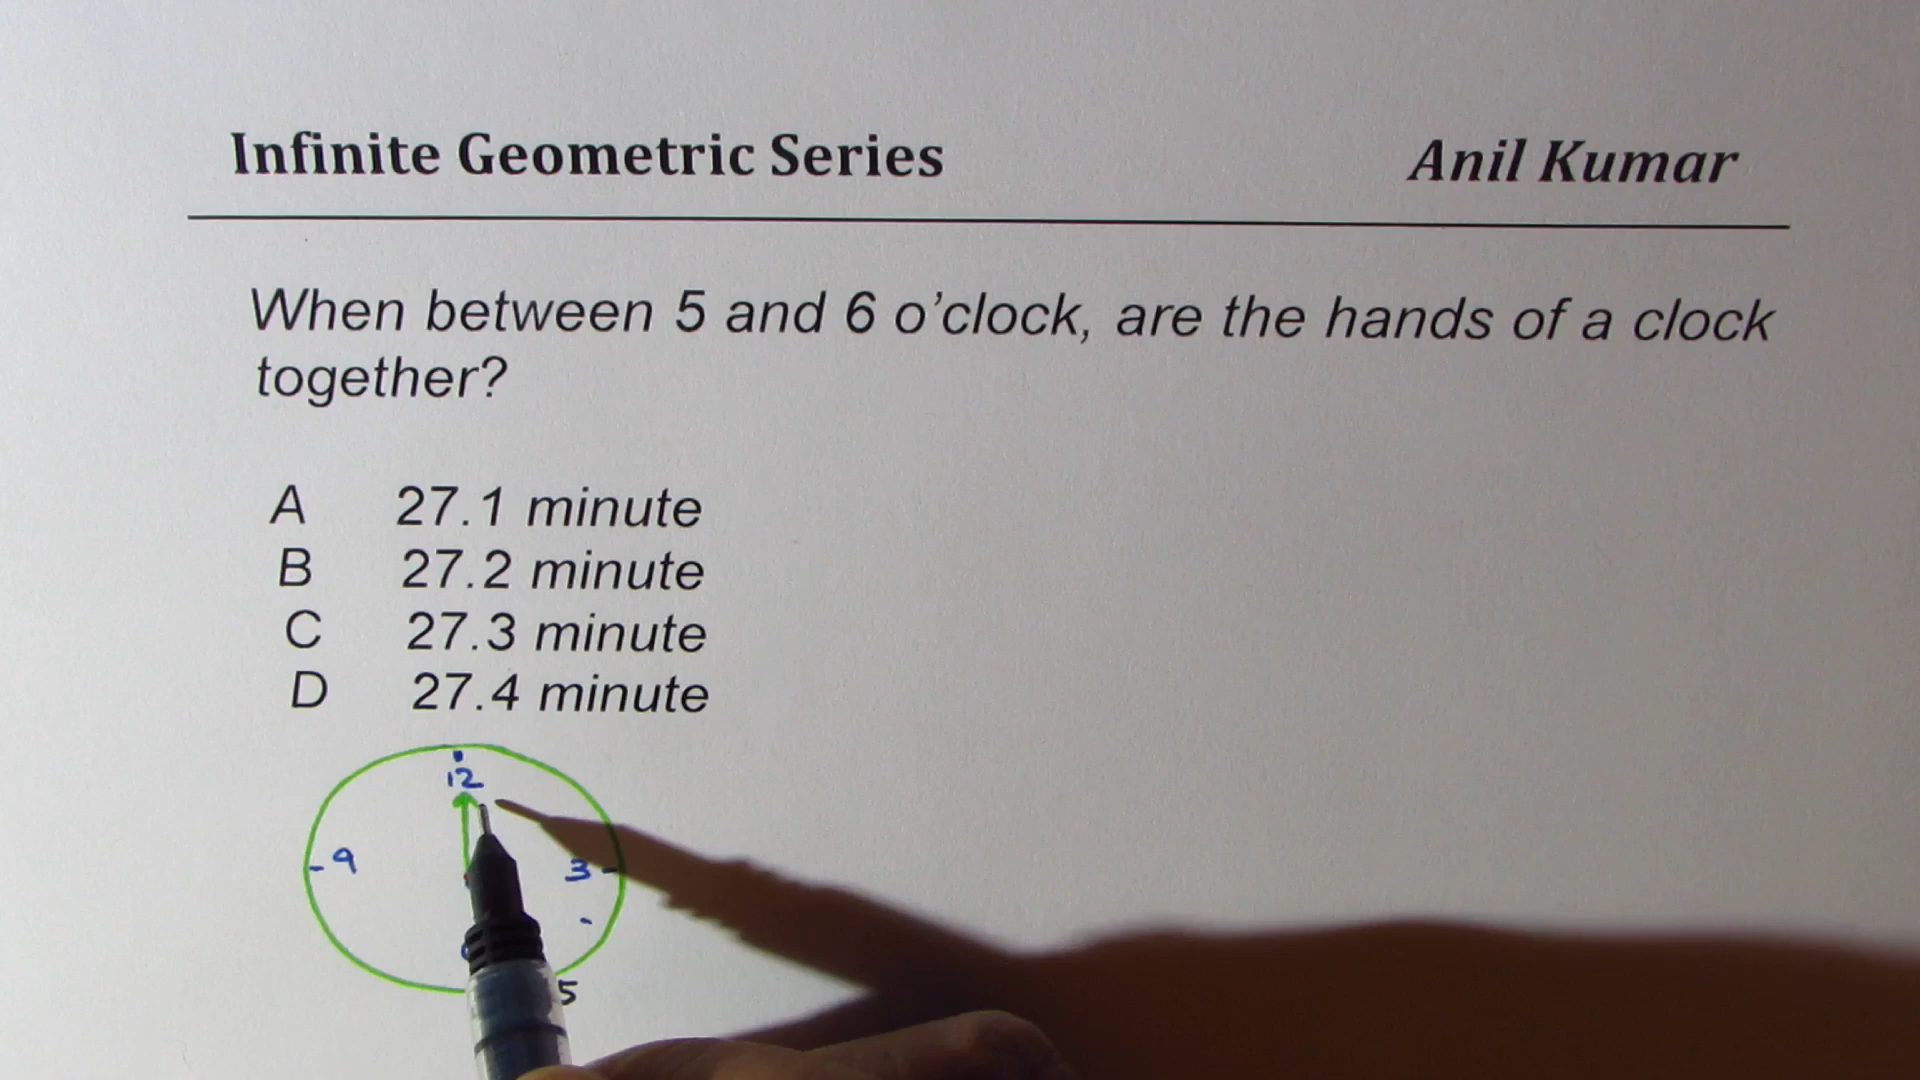 Infinite Geometric Series Anil Kumar
When between 5 and 6 o'clock, are the hands of a clock
together?
A 27.1 minute
B 27.2 minute
C 27.3 minute
D 27.4 minute
12
9 3
5